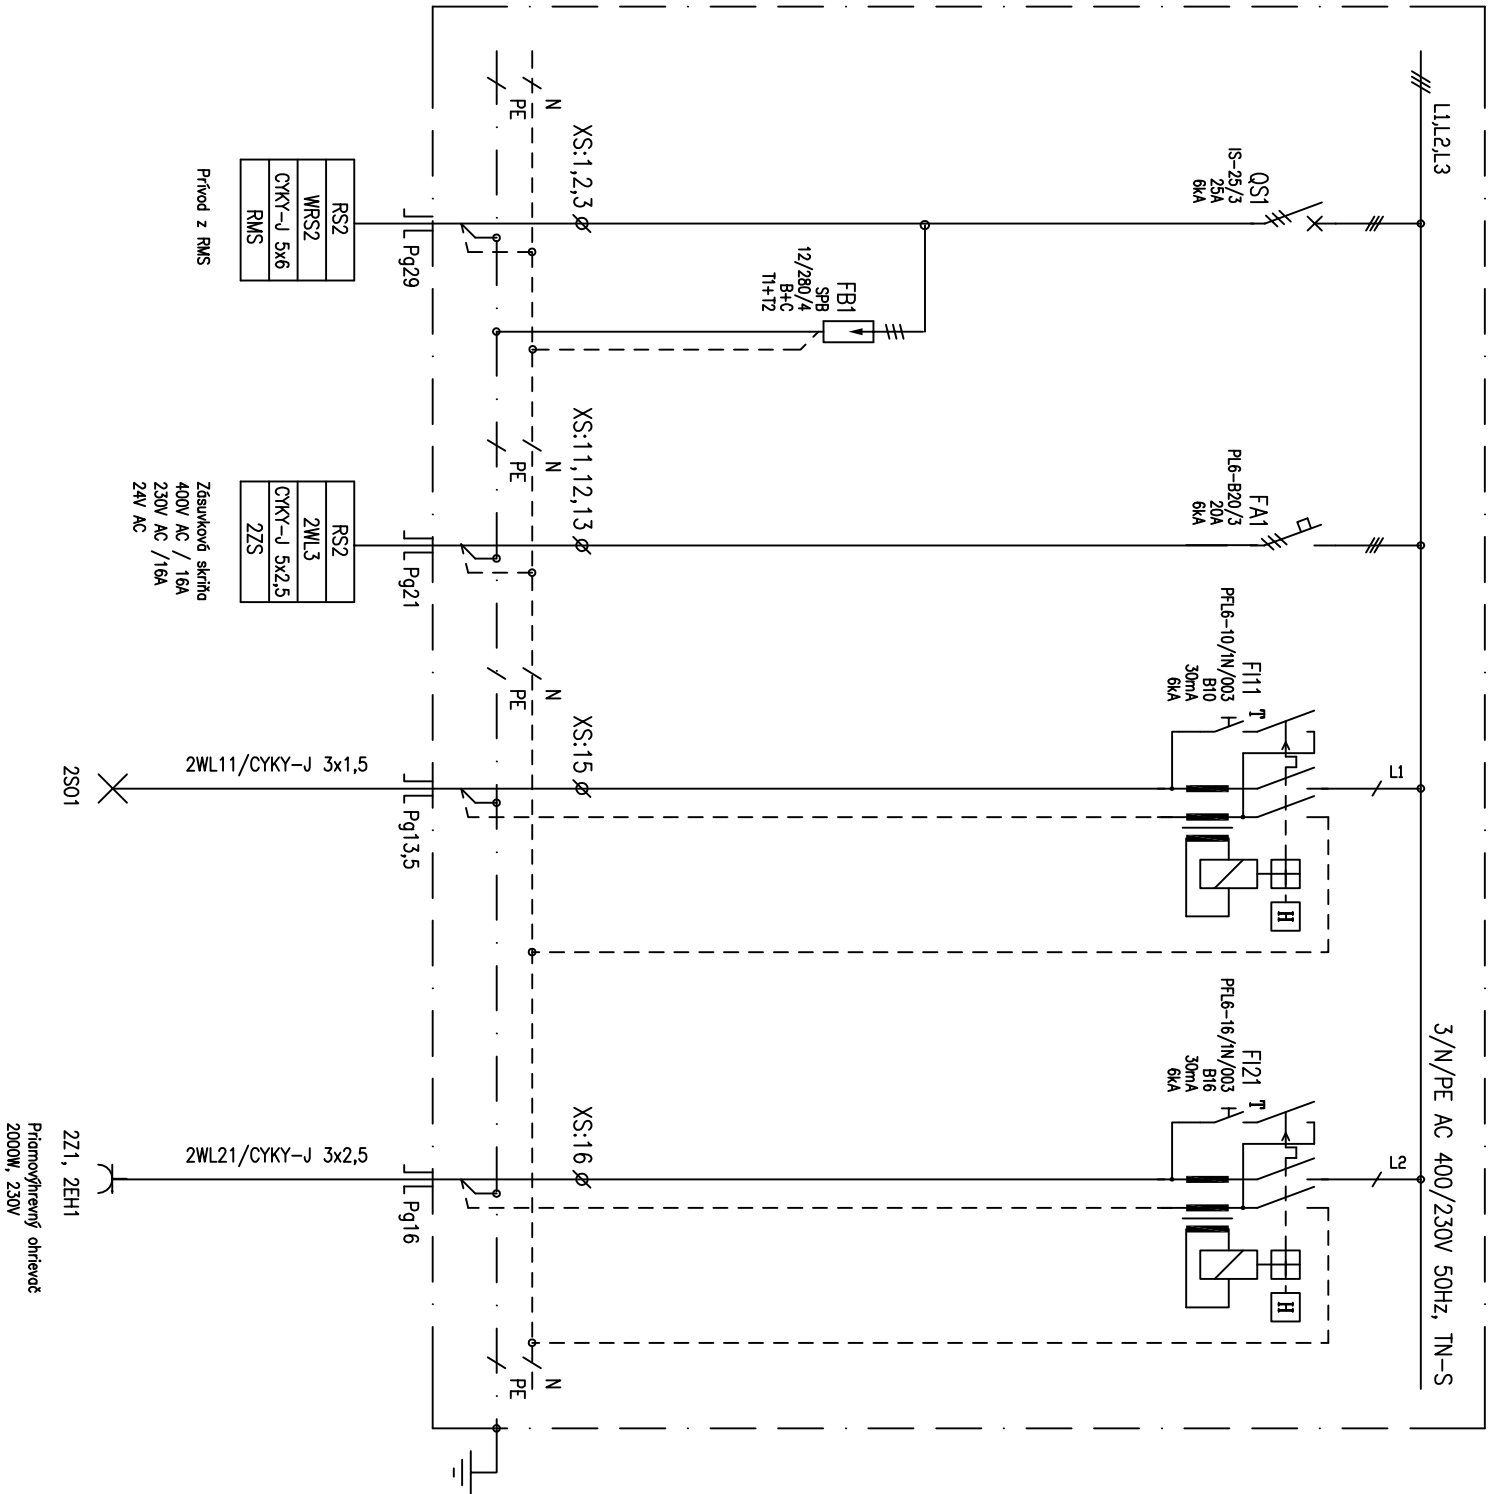 L1,L2,L3
3/N/PE AC 400/230V 50Hz, TN-S
QS1
IS-25/3
25A
6kA
FA1
PL6-B20/3
20A
6kA
FI11
PFL6-10/1N/003
B10
30mA
6kA
T
L1
H
FI21
PFL6-16/1N/003
B16
30mA
6kA
T
L2
H
FB1
SPB
12/280/4
B+C
T1+T2
XS:1,2,3
XS:11,12,13
XS:15
XS:16
N
PE
N
PE
N
PE
N
PE
Pg29
Pg21
Pg13,5
Pg16
RS2
WRS2
CYKY-J 5x6
RMS
Prívod z RMS
RS2
2WL3
CYKY-J 5x2,5
2ZS
Zásuvková skriňa
400V AC / 16A
230V AC /16A
24V AC
2WL11/CYKY-J 3x1,5
2S01
2WL21/CYKY-J 3x2,5
2Z1, 2EH1
Priamovýhrevný ohrievač
2000W, 230V